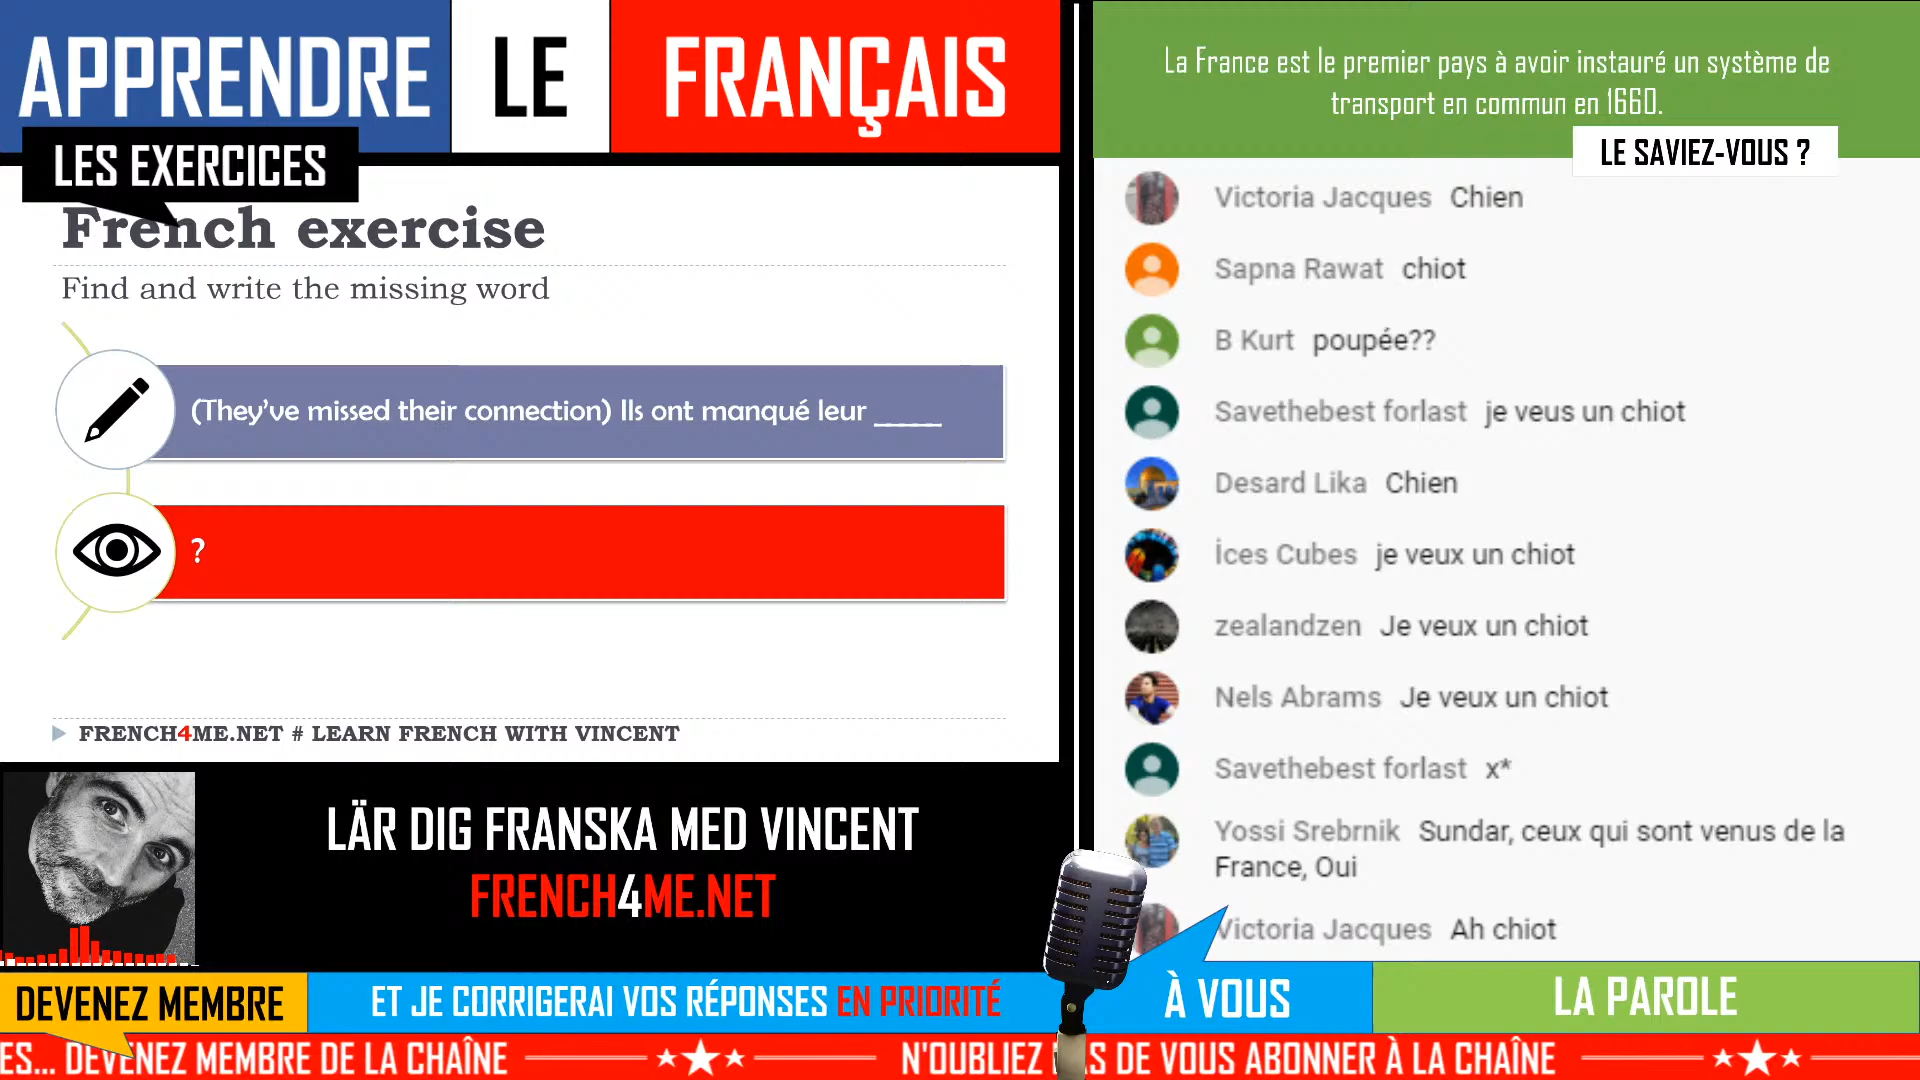 APPRENDRE LE FRANÇAIS
LES EXERCICES
French exercise
Find and write the missing word
(They've missed their connection) Ils ont manqué leur _____
?
FRENCH4ME.NET # LEARN FRENCH WITH VINCENT
LÄR DIG FRANSKA MED VINCENT
FRENCH4ME.NET
La France est le premier pays à avoir instauré un système de
transport en commun en 1660.
LE SAVIEZ-VOUS ?
Victoria Jacques Chien
Sapna Rawat chiot
B Kurt poupée??
Savethebest forlast je veus un chiot
Desard Lika Chien
İces Cubes je veux un chiot
zealandzen Je veux un chiot
Nels Abrams Je veux un chiot
Savethebest forlast x*
Yossi Srebrnik Sundar, ceux qui sont venus de la
France, Oui
Victoria Jacques Ah chiot
DEVENEZ MEMBRE
ET JE CORRIGERAI VOS RÉPONSES EN PRIORITÉ
À VOUS
LA PAROLE
ES... DEVENEZ MEMBRE DE LA CHAÎNE
N'OUBLIEZ DE VOUS ABONNER À LA CHAÎNE